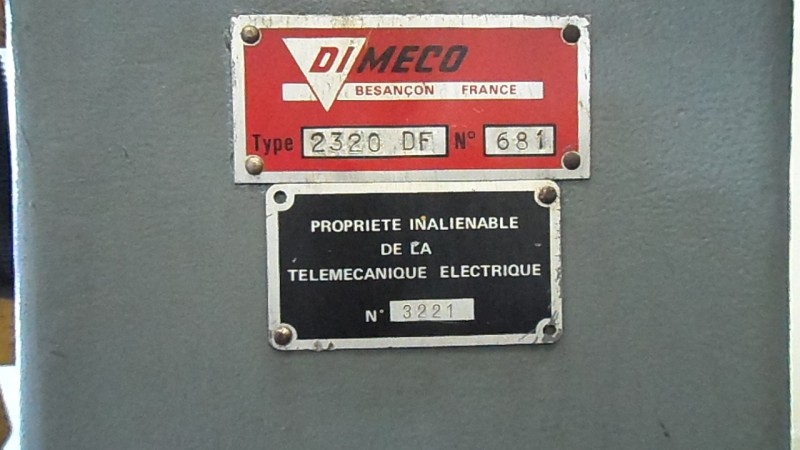 DIMECO
BESANÇON FRANCE
Type 2320 DF N° 681
PROPRIETE INALIENABLE
DE LA
TELEMECANIQUE ELECTRIQUE
N° 3221